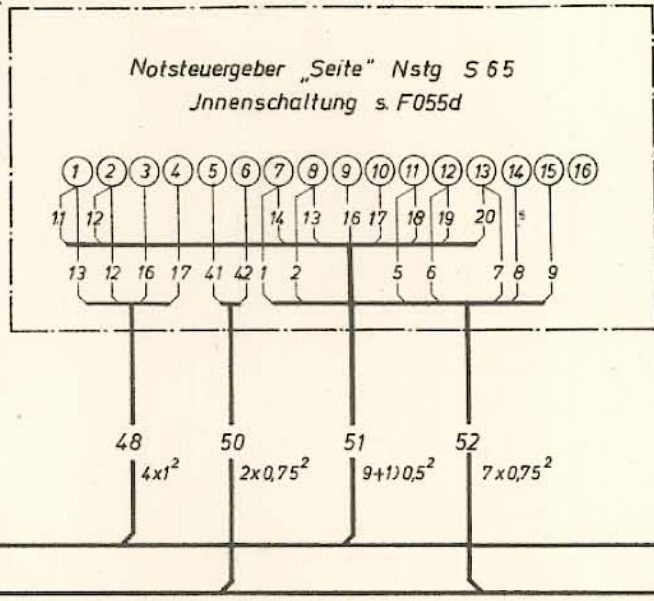 Notsteuergeber „Seite" Nstg S 65
Jnnenschaltung s. F055d
1 2 3 4 5 6 7 8 9 10 11 12 13 14 15 16
11 12 14 13 16 17 18 19 20
13 12 16 17 41 42 1 2 5 6 7 8 9
48 50 51 52
4x1² 2x0,75² 9+1)0,5² 7x0,75²